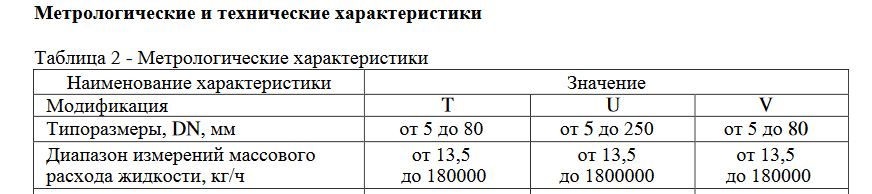 Метрологические и технические характеристики
Таблица 2 - Метрологические характеристики
Наименование характеристики Значение
Модификация T U V
Типоразмеры, DN, мм от 5 до 80 от 5 до 250 от 5 до 80
Диапазон измерений массового от 13,5 от 13,5 от 13,5
расхода жидкости, кг/ч до 180000 до 1800000 до 180000